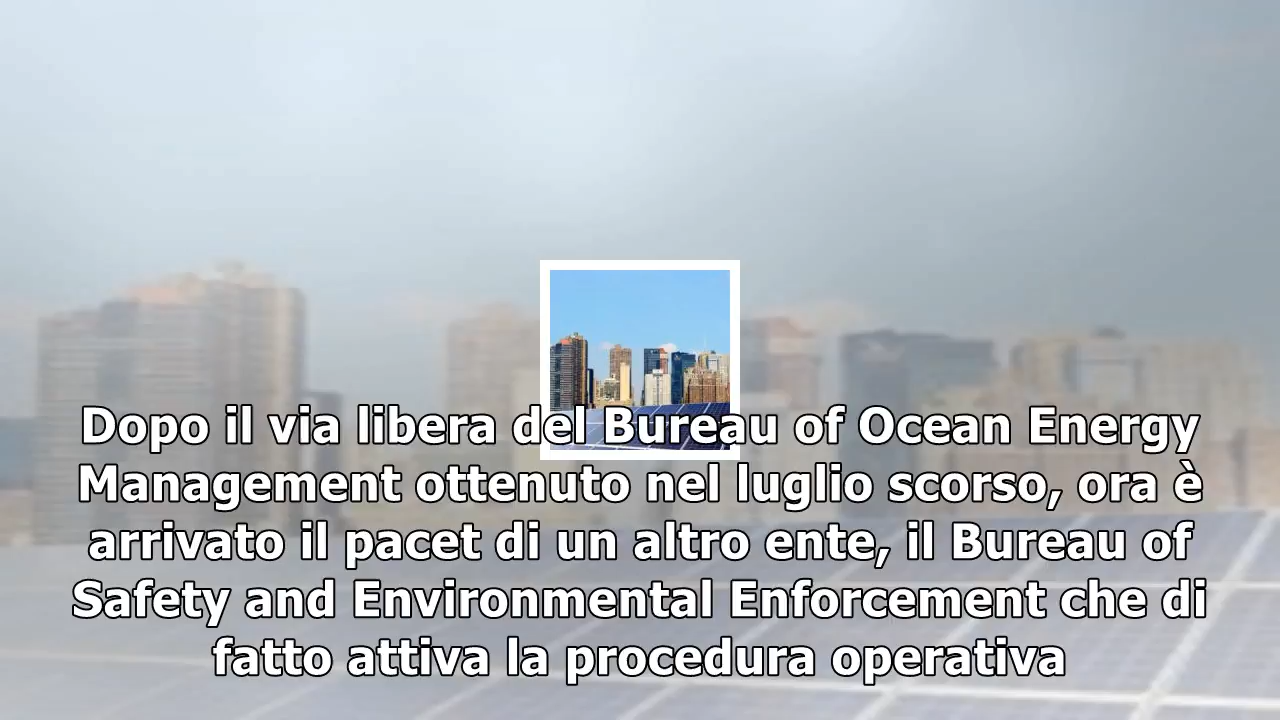 Dopo il via libera del Bureau of Ocean Energy
Management ottenuto nel luglio scorso, ora è
arrivato il pacet di un altro ente, il Bureau of
Safety and Environmental Enforcement che di
fatto attiva la procedura operativa